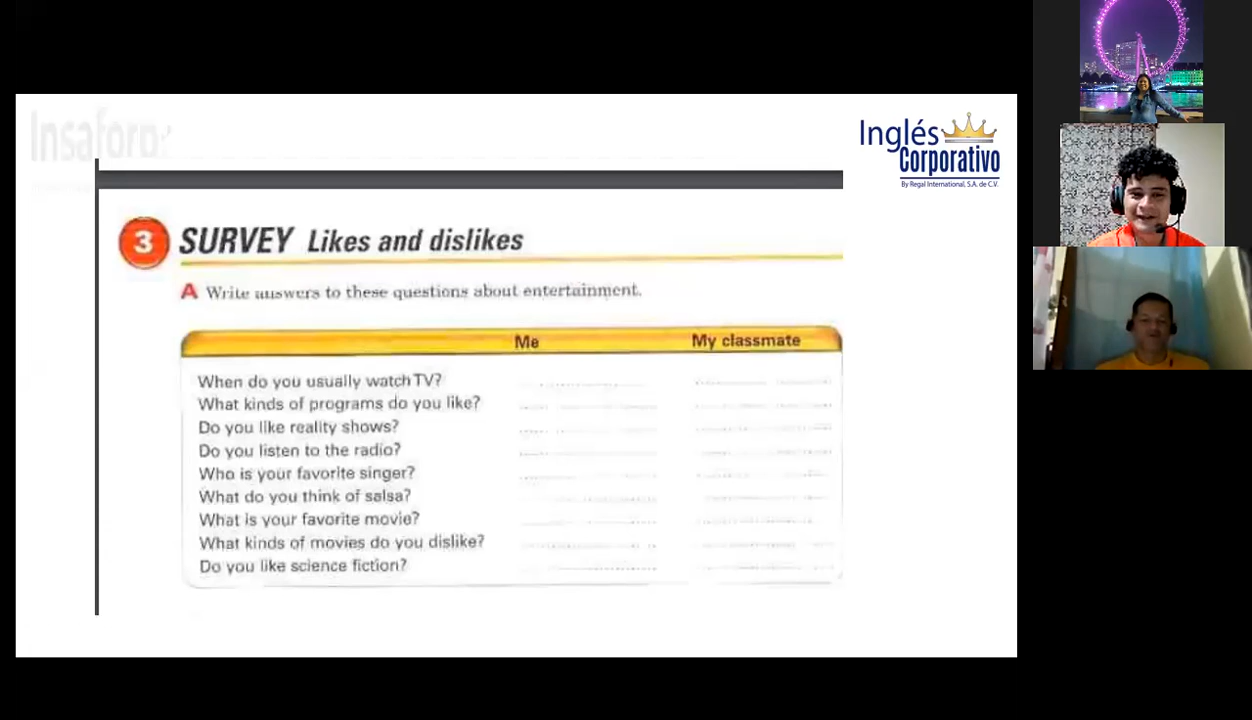 Insaforp
Inglés
Corporativo
By Regal International, S.A. de C.V.
3 SURVEY Likes and dislikes
A Write answers to these questions about entertainment.
Me My classmate
When do you usually watch TV?
What kinds of programs do you like?
Do you like reality shows?
Do you listen to the radio?
Who is your favorite singer?
What do you think of salsa?
What is your favorite movie?
What kinds of movies do you dislike?
Do you like science fiction?